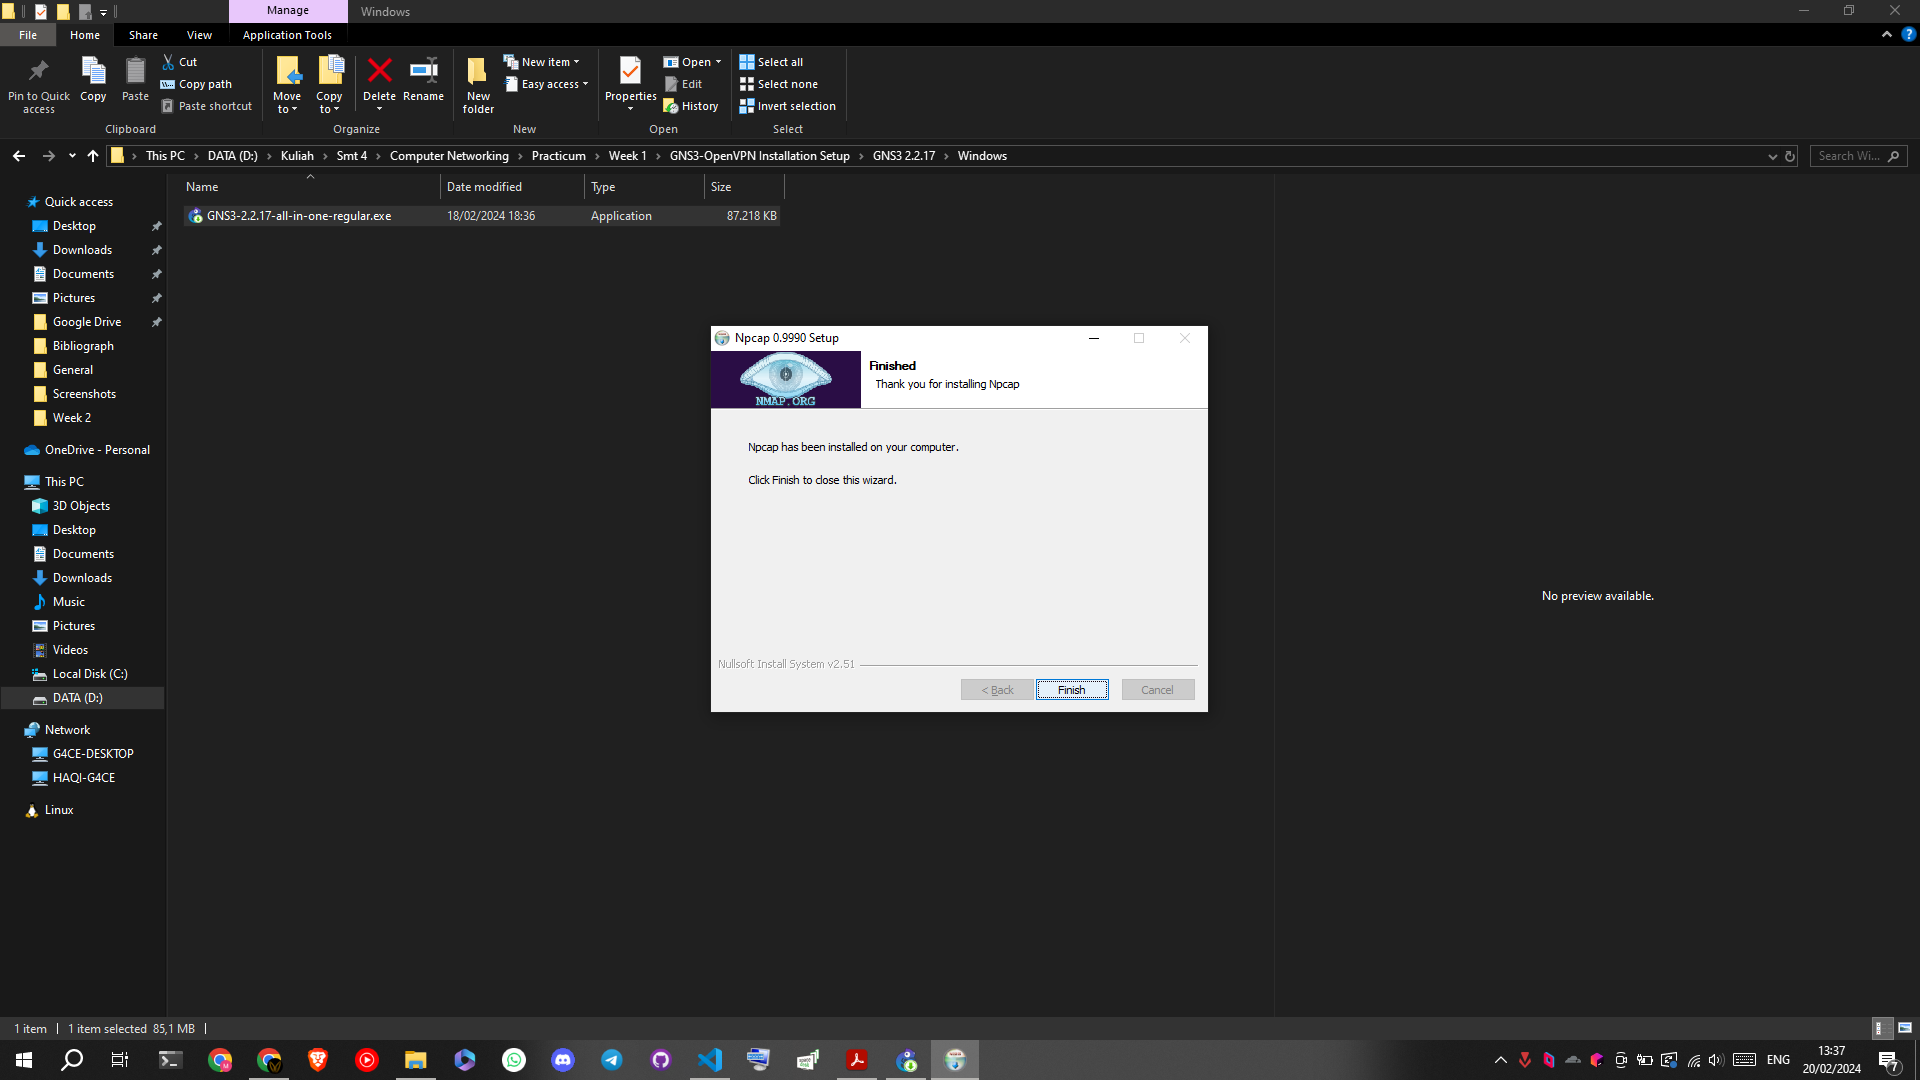 Manage
Windows
File
Home
Share
View
Application Tools
Pin to Quick
access
Copy
Paste
Cut
Copy path
Paste shortcut
Clipboard
Move
to
Copy
to
Delete
Rename
Organize
New
folder
New item
Easy access
New
Properties
Open
Edit
History
Open
Select all
Select none
Invert selection
Select
This PC > DATA (D:) > Kuliah > Smt 4 > Computer Networking > Practicum > Week 1 > GNS3-OpenVPN Installation Setup > GNS3 2.2.17 > Windows
Search Wi...
Name Date modified Type Size
GNS3-2.2.17-all-in-one-regular.exe 18/02/2024 18:36 Application 87.218 KB
Quick access
Desktop
Downloads
Documents
Pictures
Google Drive
Bibliograph
General
Screenshots
Week 2
OneDrive - Personal
This PC
3D Objects
Desktop
Documents
Downloads
Music
Pictures
Videos
Local Disk (C:)
DATA (D:)
Network
G4CE-DESKTOP
HAQI-G4CE
Linux
Npcap 0.9990 Setup
NMAP.ORG
Finished
Thank you for installing Npcap
Npcap has been installed on your computer.
Click Finish to close this wizard.
Nullsoft Install System v2.51
< Back
Finish
Cancel
No preview available.
1 item
1 item selected 85,1 MB
ENG
13:37
20/02/2024
7